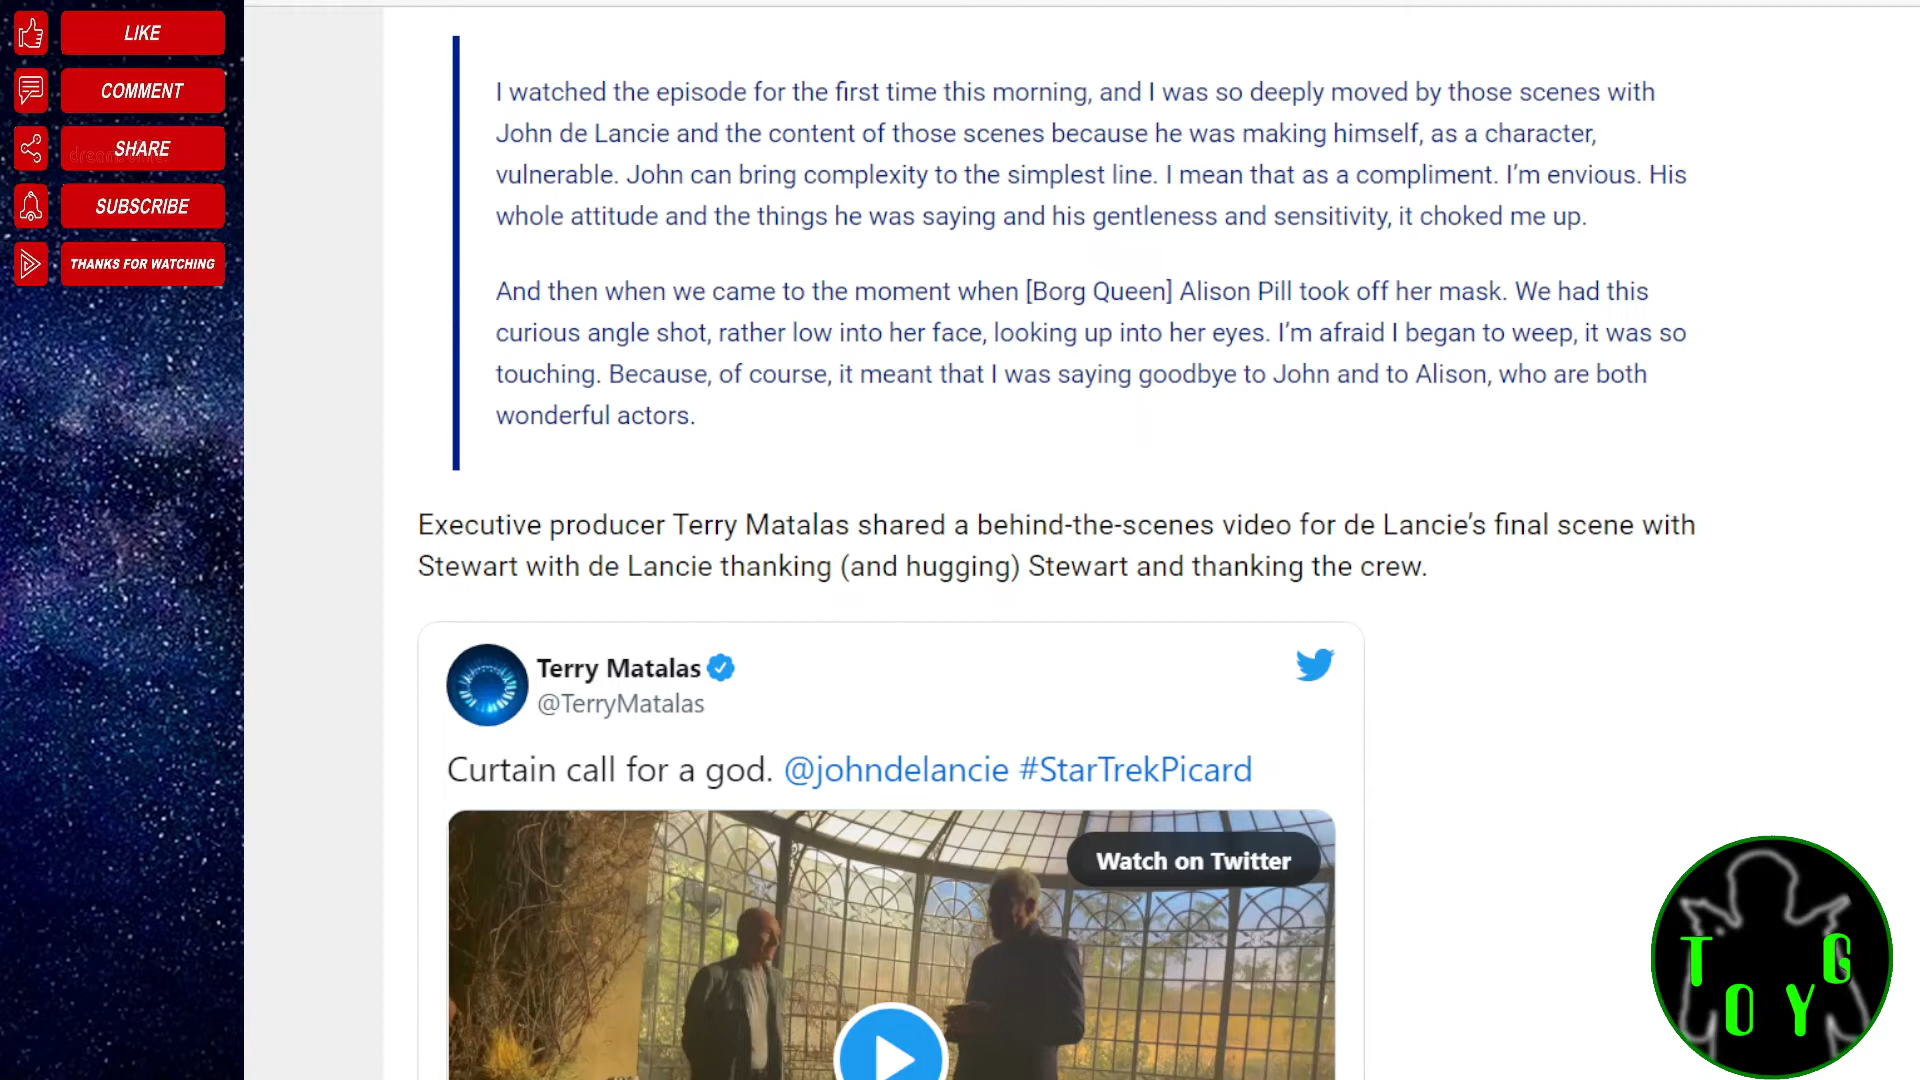 LIKE
COMMENT
SHARE
SUBSCRIBE
THANKS FOR WATCHING
I watched the episode for the first time this morning, and I was so deeply moved by those scenes with
John de Lancie and the content of those scenes because he was making himself, as a character,
vulnerable. John can bring complexity to the simplest line. I mean that as a compliment. I’m envious. His
whole attitude and the things he was saying and his gentleness and sensitivity, it choked me up.
And then when we came to the moment when [Borg Queen] Alison Pill took off her mask. We had this
curious angle shot, rather low into her face, looking up into her eyes. I’m afraid I began to weep, it was so
touching. Because, of course, it meant that I was saying goodbye to John and to Alison, who are both
wonderful actors.
Executive producer Terry Matalas shared a behind-the-scenes video for de Lancie’s final scene with
Stewart with de Lancie thanking (and hugging) Stewart and thanking the crew.
Terry Matalas
@TerryMatalas
Curtain call for a god. @johndelancie #StarTrekPicard
Watch on Twitter
T O Y G